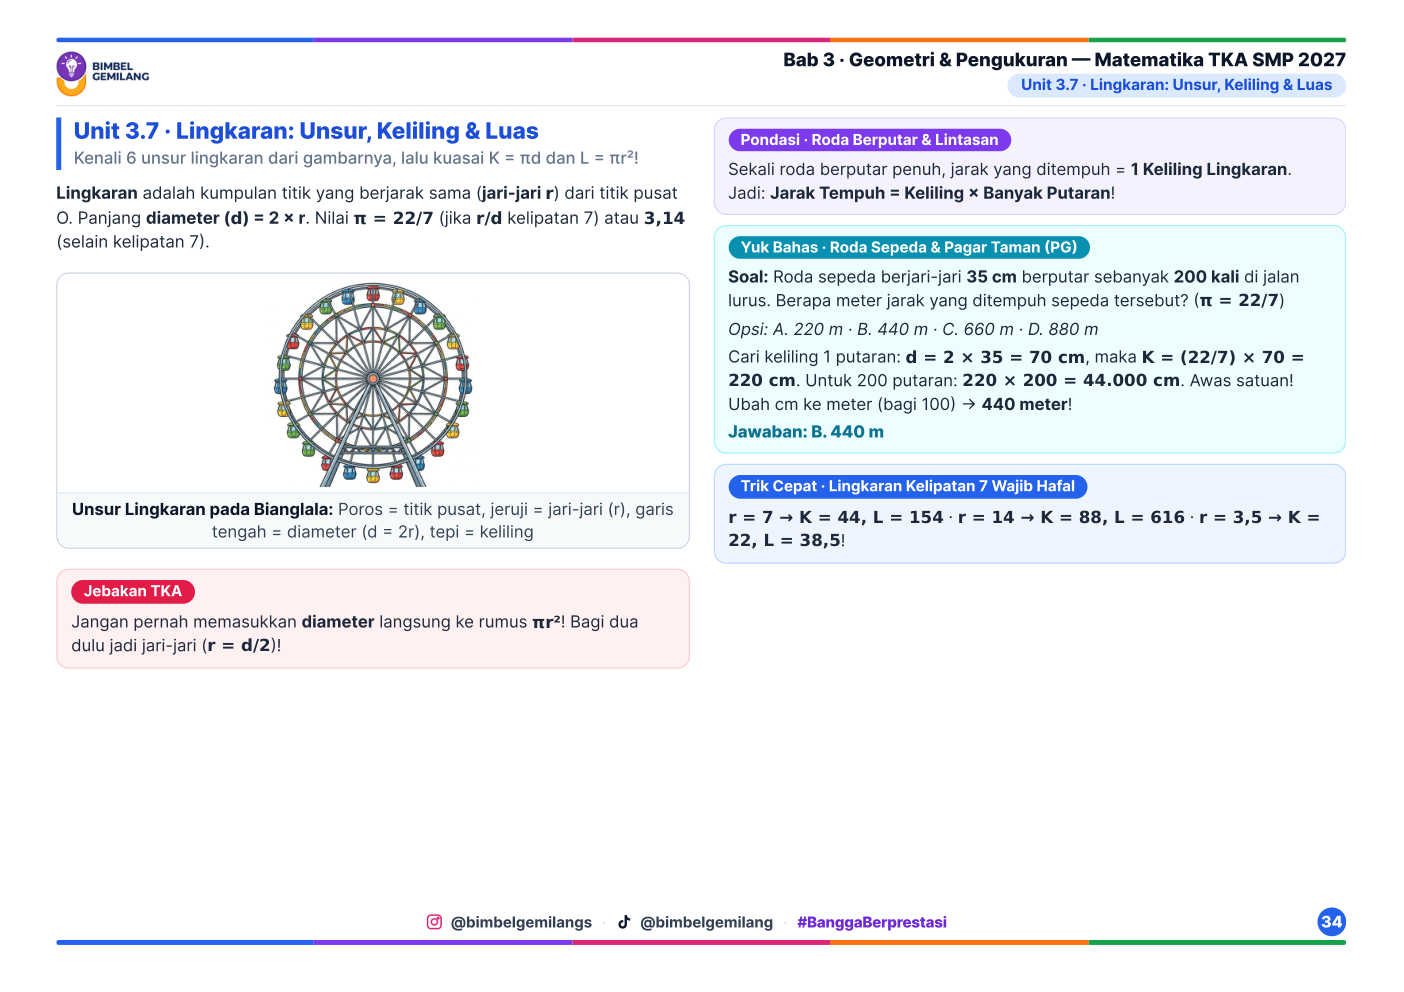 BIMBEL
GEMILANG
Bab 3 · Geometri & Pengukuran — Matematika TKA SMP 2027
Unit 3.7 · Lingkaran: Unsur, Keliling & Luas
Unit 3.7 · Lingkaran: Unsur, Keliling & Luas
Kenali 6 unsur lingkaran dari gambarnya, lalu kuasai K = πd dan L = πr²!
Lingkaran adalah kumpulan titik yang berjarak sama (jari-jari r) dari titik pusat
O. Panjang diameter (d) = 2 × r. Nilai π = 22/7 (jika r/d kelipatan 7) atau 3,14
(selain kelipatan 7).
Unsur Lingkaran pada Bianglala: Poros = titik pusat, jeruji = jari-jari (r), garis
tengah = diameter (d = 2r), tepi = keliling
Jebakan TKA
Jangan pernah memasukkan diameter langsung ke rumus πr²! Bagi dua
dulu jadi jari-jari (r = d/2)!
Pondasi · Roda Berputar & Lintasan
Sekali roda berputar penuh, jarak yang ditempuh = 1 Keliling Lingkaran.
Jadi: Jarak Tempuh = Keliling × Banyak Putaran!
Yuk Bahas · Roda Sepeda & Pagar Taman (PG)
Soal: Roda sepeda berjari-jari 35 cm berputar sebanyak 200 kali di jalan
lurus. Berapa meter jarak yang ditempuh sepeda tersebut? (π = 22/7)
Opsi: A. 220 m · B. 440 m · C. 660 m · D. 880 m
Cari keliling 1 putaran: d = 2 × 35 = 70 cm, maka K = (22/7) × 70 =
220 cm. Untuk 200 putaran: 220 × 200 = 44.000 cm. Awas satuan!
Ubah cm ke meter (bagi 100) → 440 meter!
Jawaban: B. 440 m
Trik Cepat · Lingkaran Kelipatan 7 Wajib Hafal
r = 7 → K = 44, L = 154 · r = 14 → K = 88, L = 616 · r = 3,5 → K =
22, L = 38,5!
@bimbelgemilangs · @bimbelgemilang · #BanggaBerprestasi
34